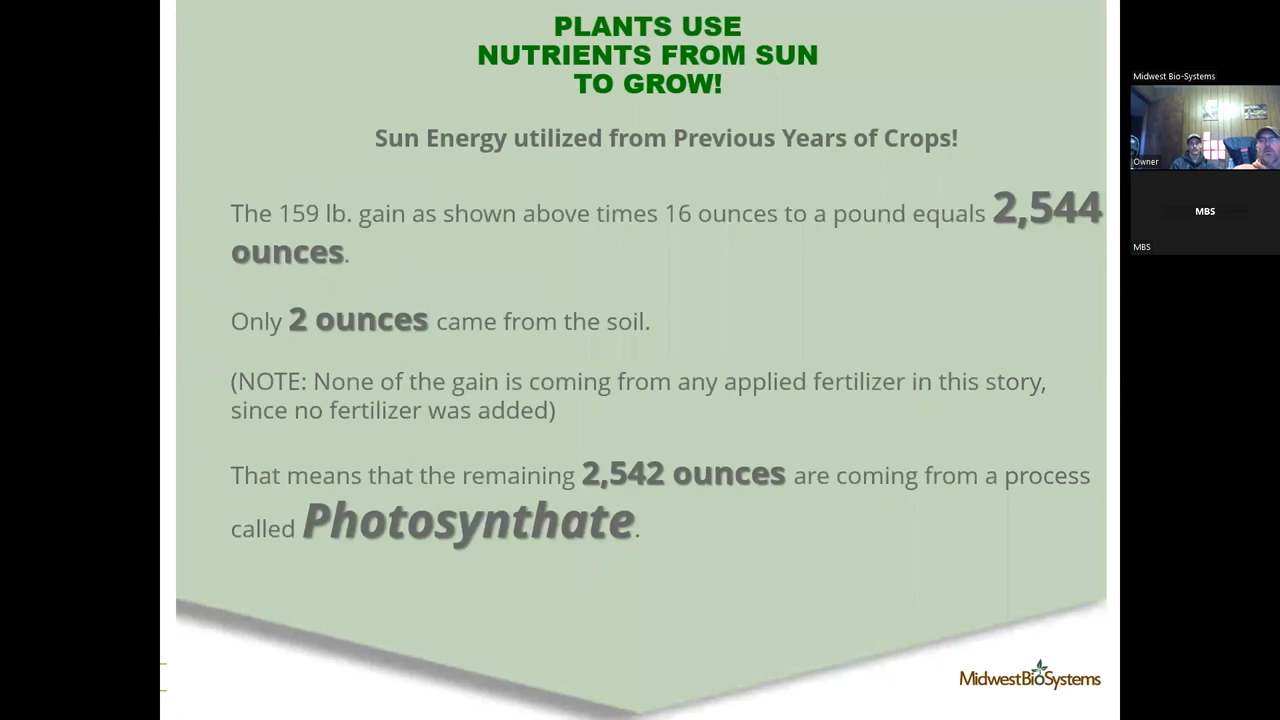 PLANTS USE
NUTRIENTS FROM SUN
TO GROW!
Sun Energy utilized from Previous Years of Crops!
The 159 lb. gain as shown above times 16 ounces to a pound equals 2,544
ounces.
Only 2 ounces came from the soil.
(NOTE: None of the gain is coming from any applied fertilizer in this story,
since no fertilizer was added)
That means that the remaining 2,542 ounces are coming from a process
called Photosynthate.
MidwestBioSystems
Midwest Bio-Systems
Owner
MBS
MBS